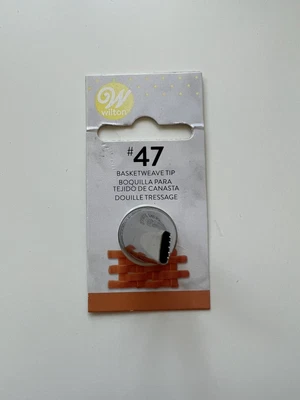 W
Wilton
#47
BASKETWEAVE TIP
BOQUILLA PARA
TEJIDO DE CANASTA
DOUILLE TRESSAGE